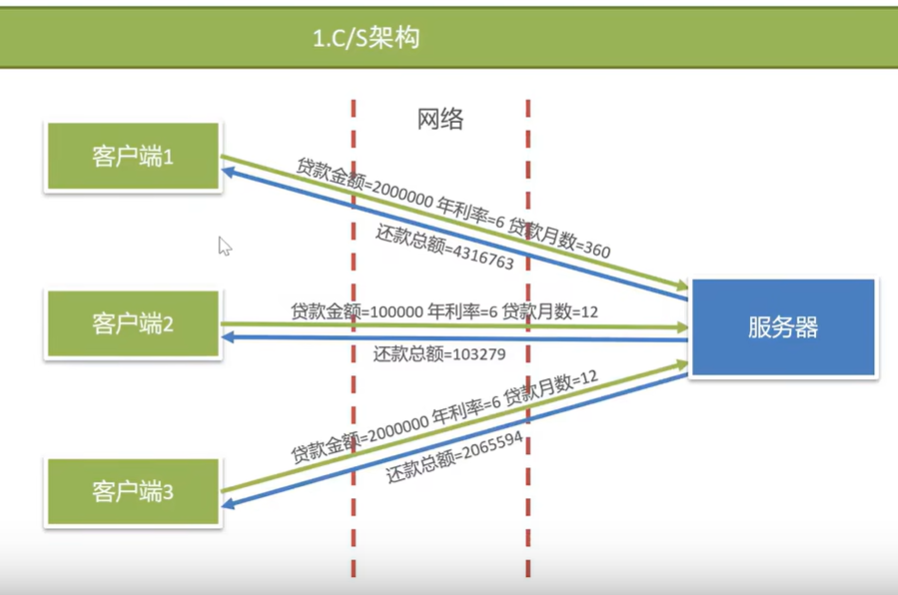 1.C/S架构
网络
客户端1
贷款金额=2000000 年利率=6 贷款月数=360
还款总额=4316763
客户端2
贷款金额=100000 年利率=6 贷款月数=12
还款总额=103279
服务器
贷款金额=2000000 年利率=6 贷款月数=12
还款总额=2065594
客户端3